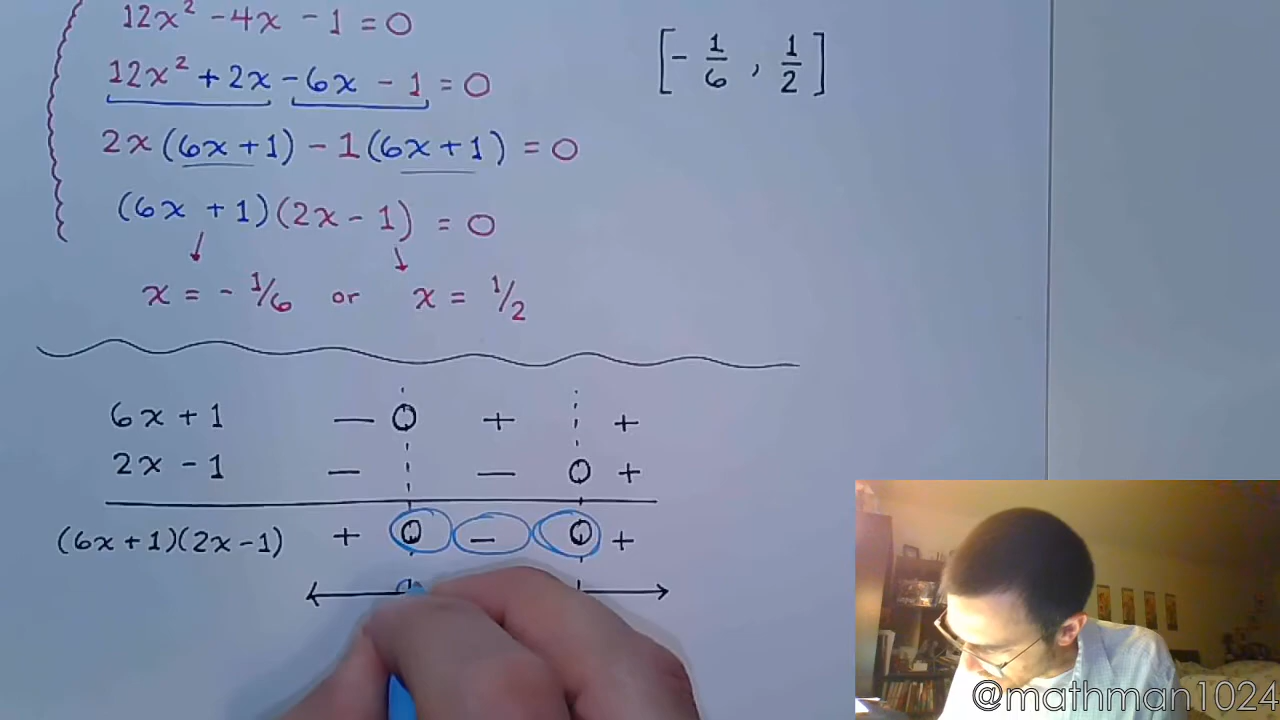 12x² - 4x - 1 = 0
12x² + 2x - 6x - 1 = 0
2x (6x + 1) - 1 (6x + 1) = 0
(6x + 1)(2x - 1) = 0
x = - 1/6 or x = 1/2
[- 1/6 , 1/2]
6x + 1 — 0 + +
2x - 1 — — 0 +
(6x + 1)(2x - 1) + 0 — 0 +
@mathman1024